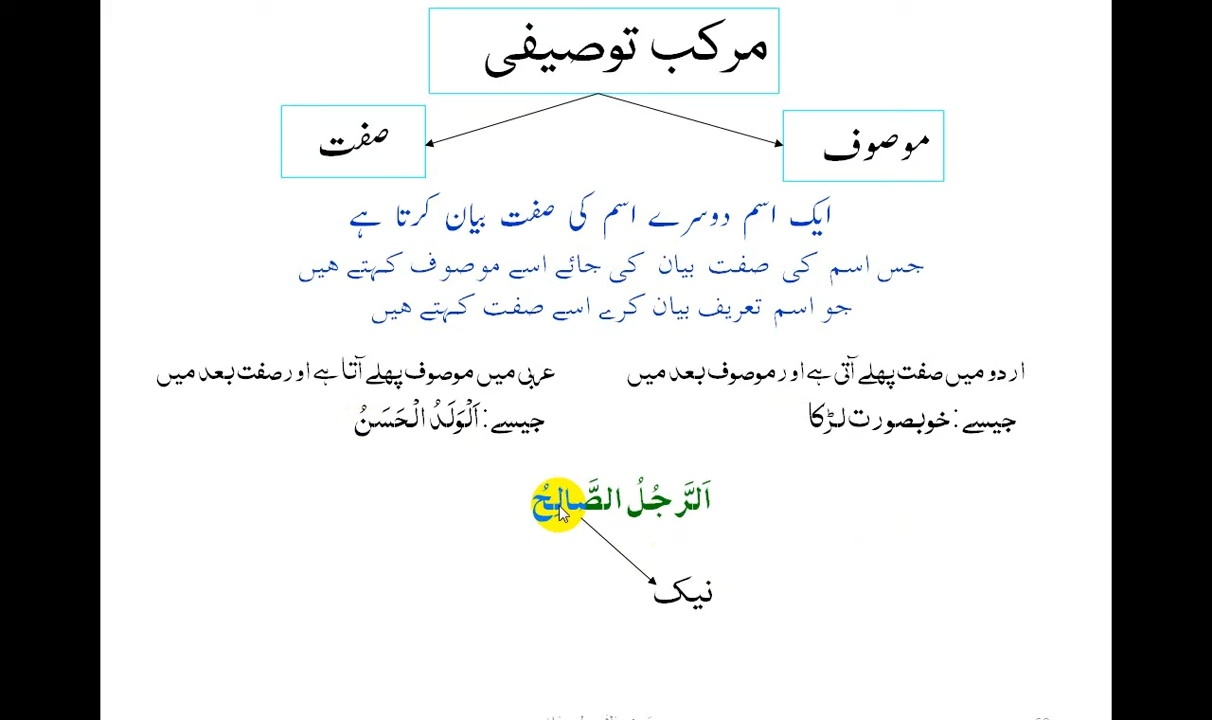 مرکب توصیفی
موصوف
صفت
ایک اسم دوسرے اسم کی صفت بیان کرتا ہے
جس اسم کی صفت بیان کی جائے اسے موصوف کہتے ہیں
جو اسم تعریف بیان کرے اسے صفت کہتے ہیں
اردو میں صفت پہلے آتی ہے اور موصوف بعد میں
جیسے: خوبصورت لڑکا
عربی میں موصوف پہلے آتا ہے اور صفت بعد میں
جیسے: اَلْوَلَدُ الْحَسَنُ
اَلرَّجُلُ الصَّالِحُ
نیک